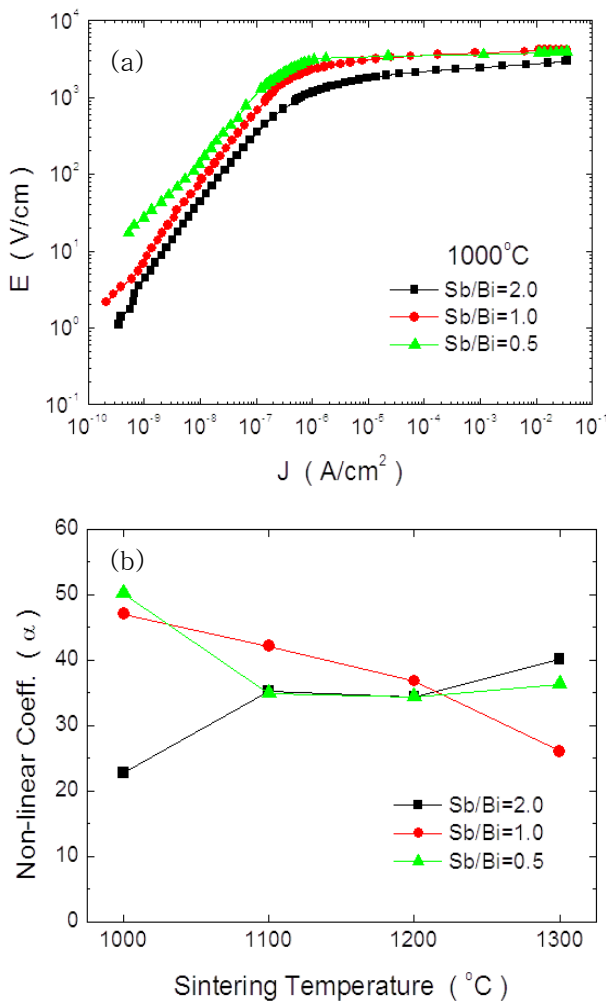 (a)
10⁴
10³
10²
10¹
10⁰
10⁻¹
E ( V/cm )
1000°C
Sb/Bi=2.0
Sb/Bi=1.0
Sb/Bi=0.5
10⁻¹⁰ 10⁻⁹ 10⁻⁸ 10⁻⁷ 10⁻⁶ 10⁻⁵ 10⁻⁴ 10⁻³ 10⁻² 10⁻¹
J ( A/cm² )
(b)
60
50
40
30
20
10
0
Non-linear Coeff. ( α )
Sb/Bi=2.0
Sb/Bi=1.0
Sb/Bi=0.5
1000 1100 1200 1300
Sintering Temperature ( °C )